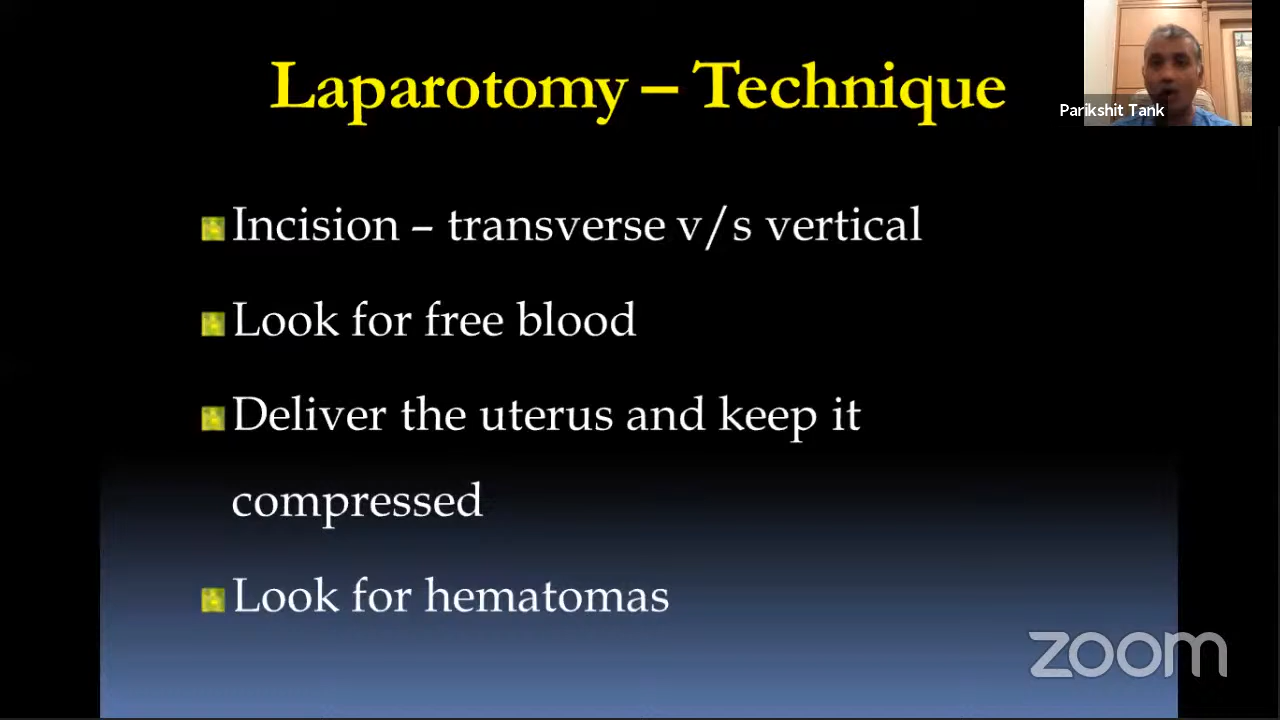 Laparotomy – Technique
Parikshit Tank
Incision – transverse v/s vertical
Look for free blood
Deliver the uterus and keep it
compressed
Look for hematomas
zoom